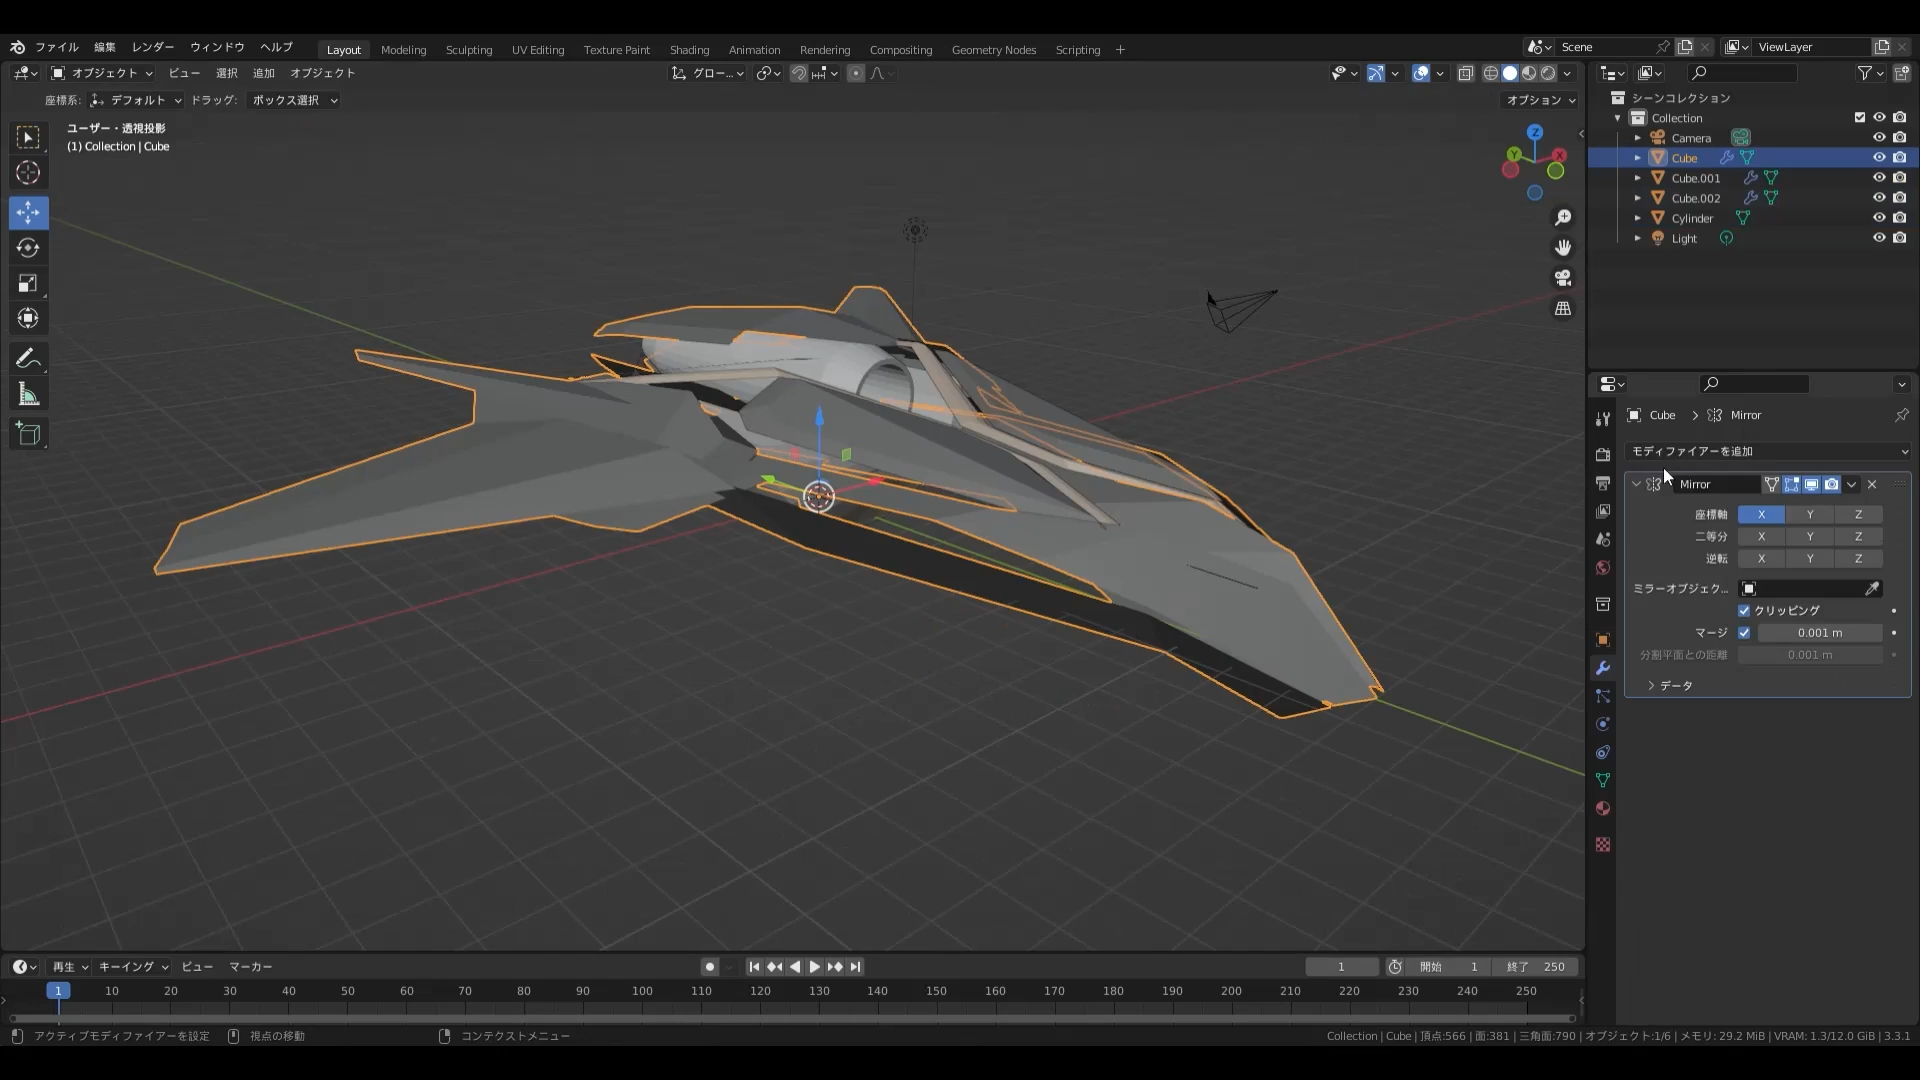 ファイル 編集 レンダー ウィンドウ ヘルプ Layout Modeling Sculpting UV Editing Texture Paint Shading Animation Rendering Compositing Geometry Nodes Scripting + Scene ViewLayer
オブジェクト ビュー 選択 追加 オブジェクト グロー...
座標系: デフォルト ドラッグ: ボックス選択 オプション
ユーザー・透視投影
(1) Collection | Cube
Z
Y
X
シーンコレクション
Collection
Camera
Cube
Cube.001
Cube.002
Cylinder
Light
Cube > Mirror
モディファイアーを追加
Mirror
座標軸 X Y Z
二等分 X Y Z
逆転 X Y Z
ミラーオブジェク...
クリッピング
マージ 0.001 m
分割平面との距離 0.001 m
データ
再生 キーイング ビュー マーカー 1 開始 1 終了 250
1 10 20 30 40 50 60 70 80 90 100 110 120 130 140 150 160 170 180 190 200 210 220 230 240 250
アクティブモディファイアーを設定 視点の移動 コンテクストメニュー Collection | Cube | 頂点:566 | 面:381 | 三角面:790 | オブジェクト:1/6 | メモリ: 29.2 MiB | VRAM: 1.3/12.0 GiB | 3.3.1